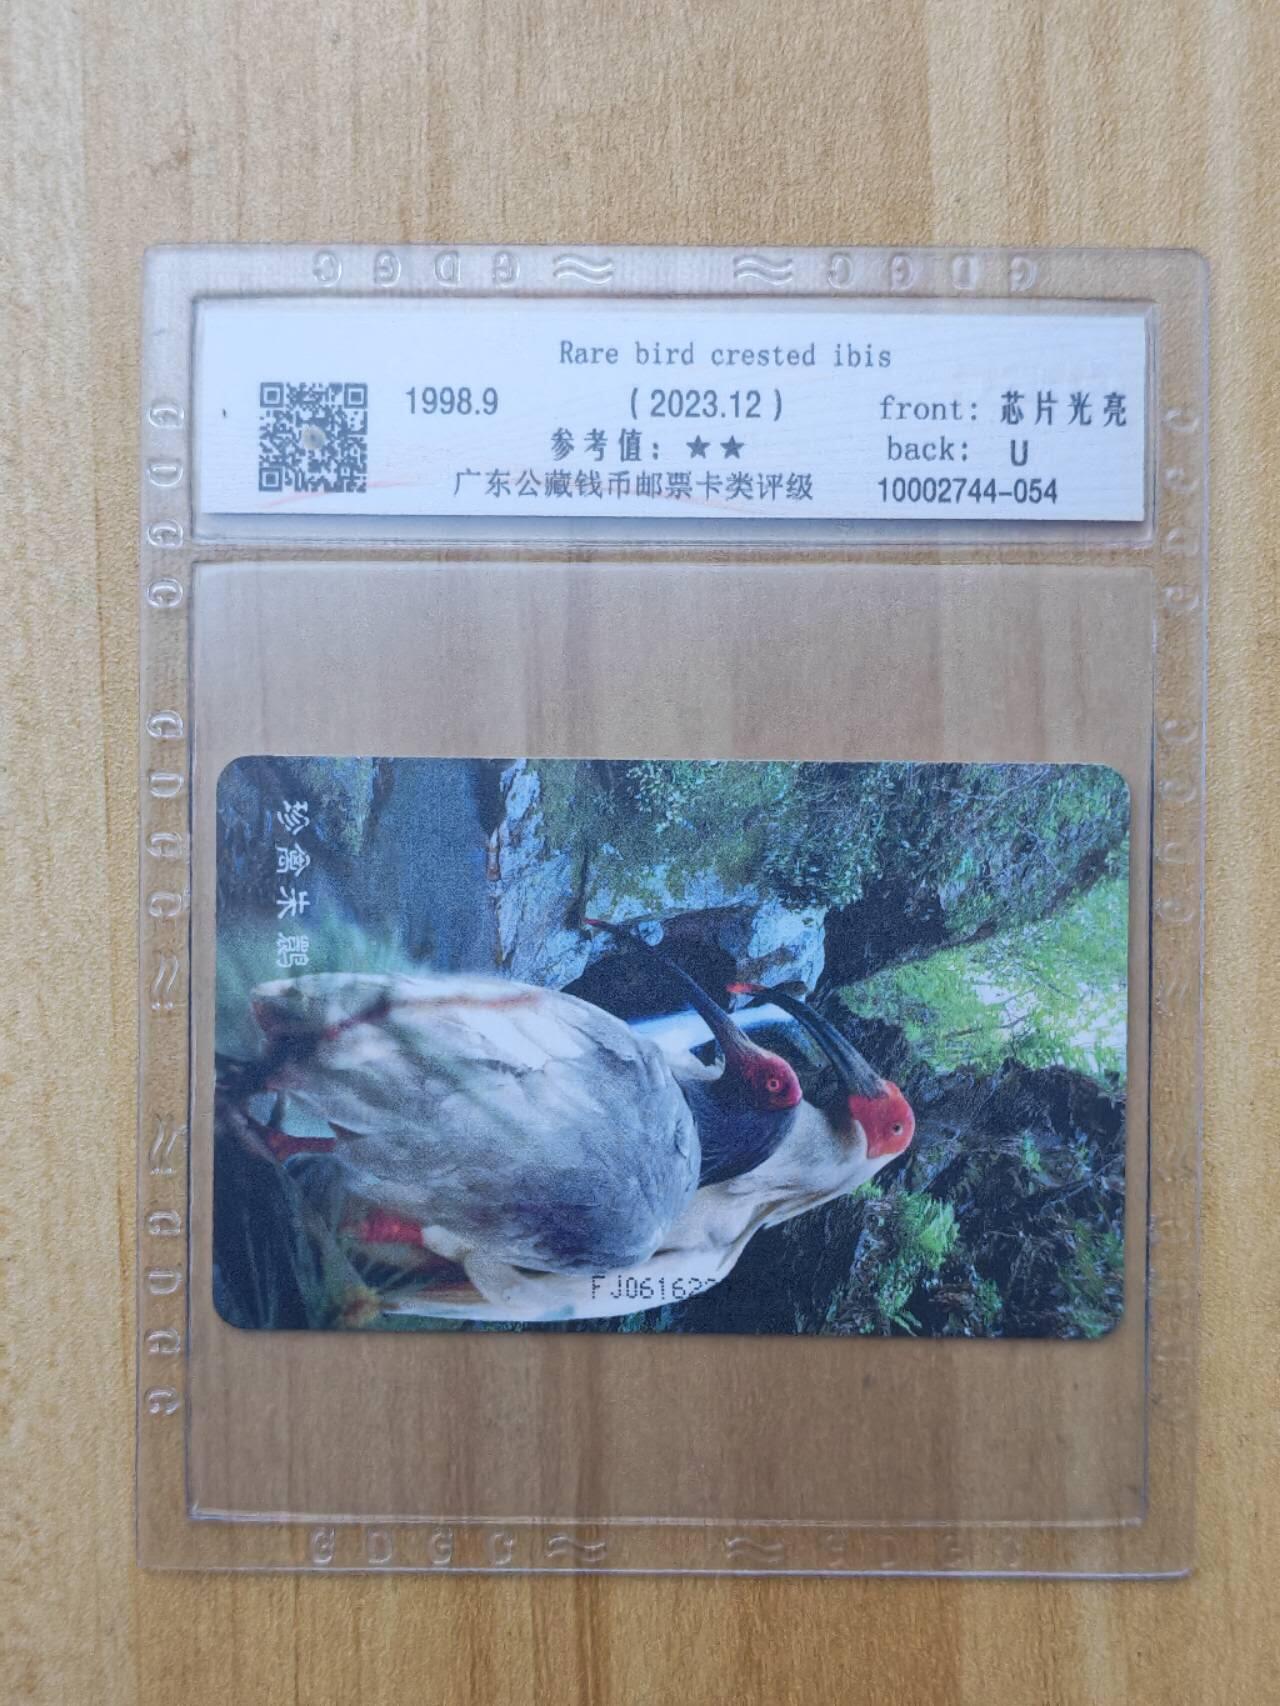 G D G C ≈ ≈ G D G C
Rare bird crested ibis
1998.9 (2023.12) front: 芯片光亮
参考值: ★★ back: U
广东公藏钱币邮票卡类评级 10002744-054
珍禽朱鹮
FJ06162